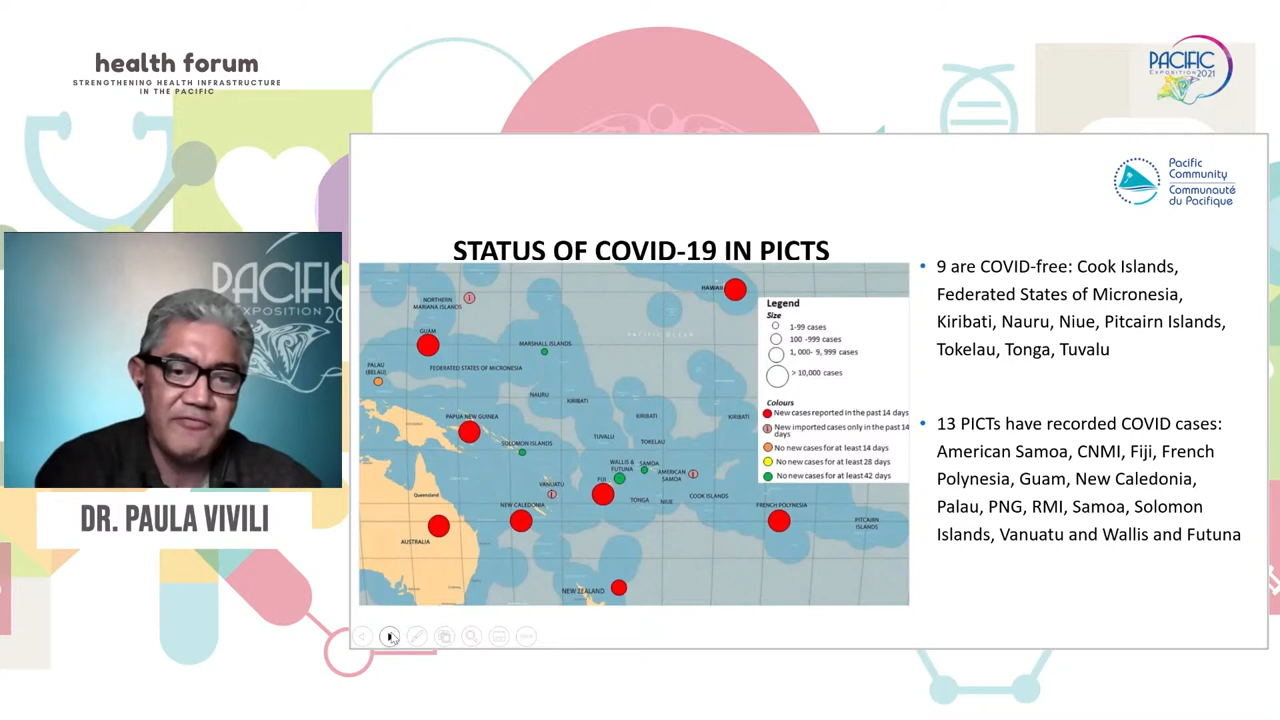 health forum
STRENGTHENING HEALTH INFRASTRUCTURE
IN THE PACIFIC
PACIFIC
EXPOSITION 2021
Pacific
Community
Communauté
du Pacifique
STATUS OF COVID-19 IN PICTS
HAWAII
NORTHERN
MARIANA ISLANDS
GUAM
MARSHALL ISLANDS
PALAU
(BELAU)
FEDERATED STATES OF MICRONESIA
PACIFIC OCEAN
NAURU
KIRIBATI
KIRIBATI
KIRIBATI
PAPUA NEW GUINEA
SOLOMON ISLANDS
TUVALU
TOKELAU
WALLIS &
FUTUNA
SAMOA
AMERICAN
SAMOA
VANUATU
FIJI
TONGA
NIUE
COOK ISLANDS
NEW CALEDONIA
FRENCH POLYNESIA
PITCAIRN
ISLANDS
Queensland
AUSTRALIA
NEW ZEALAND
Legend
Size
1-99 cases
100 -999 cases
1, 000- 9, 999 cases
> 10,000 cases
Colours
New cases reported in the past 14 days
New imported cases only in the past 14
days
No new cases for at least 14 days
No new cases for at least 28 days
No new cases for at least 42 days
• 9 are COVID-free: Cook Islands,
Federated States of Micronesia,
Kiribati, Nauru, Niue, Pitcairn Islands,
Tokelau, Tonga, Tuvalu
• 13 PICTs have recorded COVID cases:
American Samoa, CNMI, Fiji, French
Polynesia, Guam, New Caledonia,
Palau, PNG, RMI, Samoa, Solomon
Islands, Vanuatu and Wallis and Futuna
PACIFIC
EXPOSITION 20
DR. PAULA VIVILI